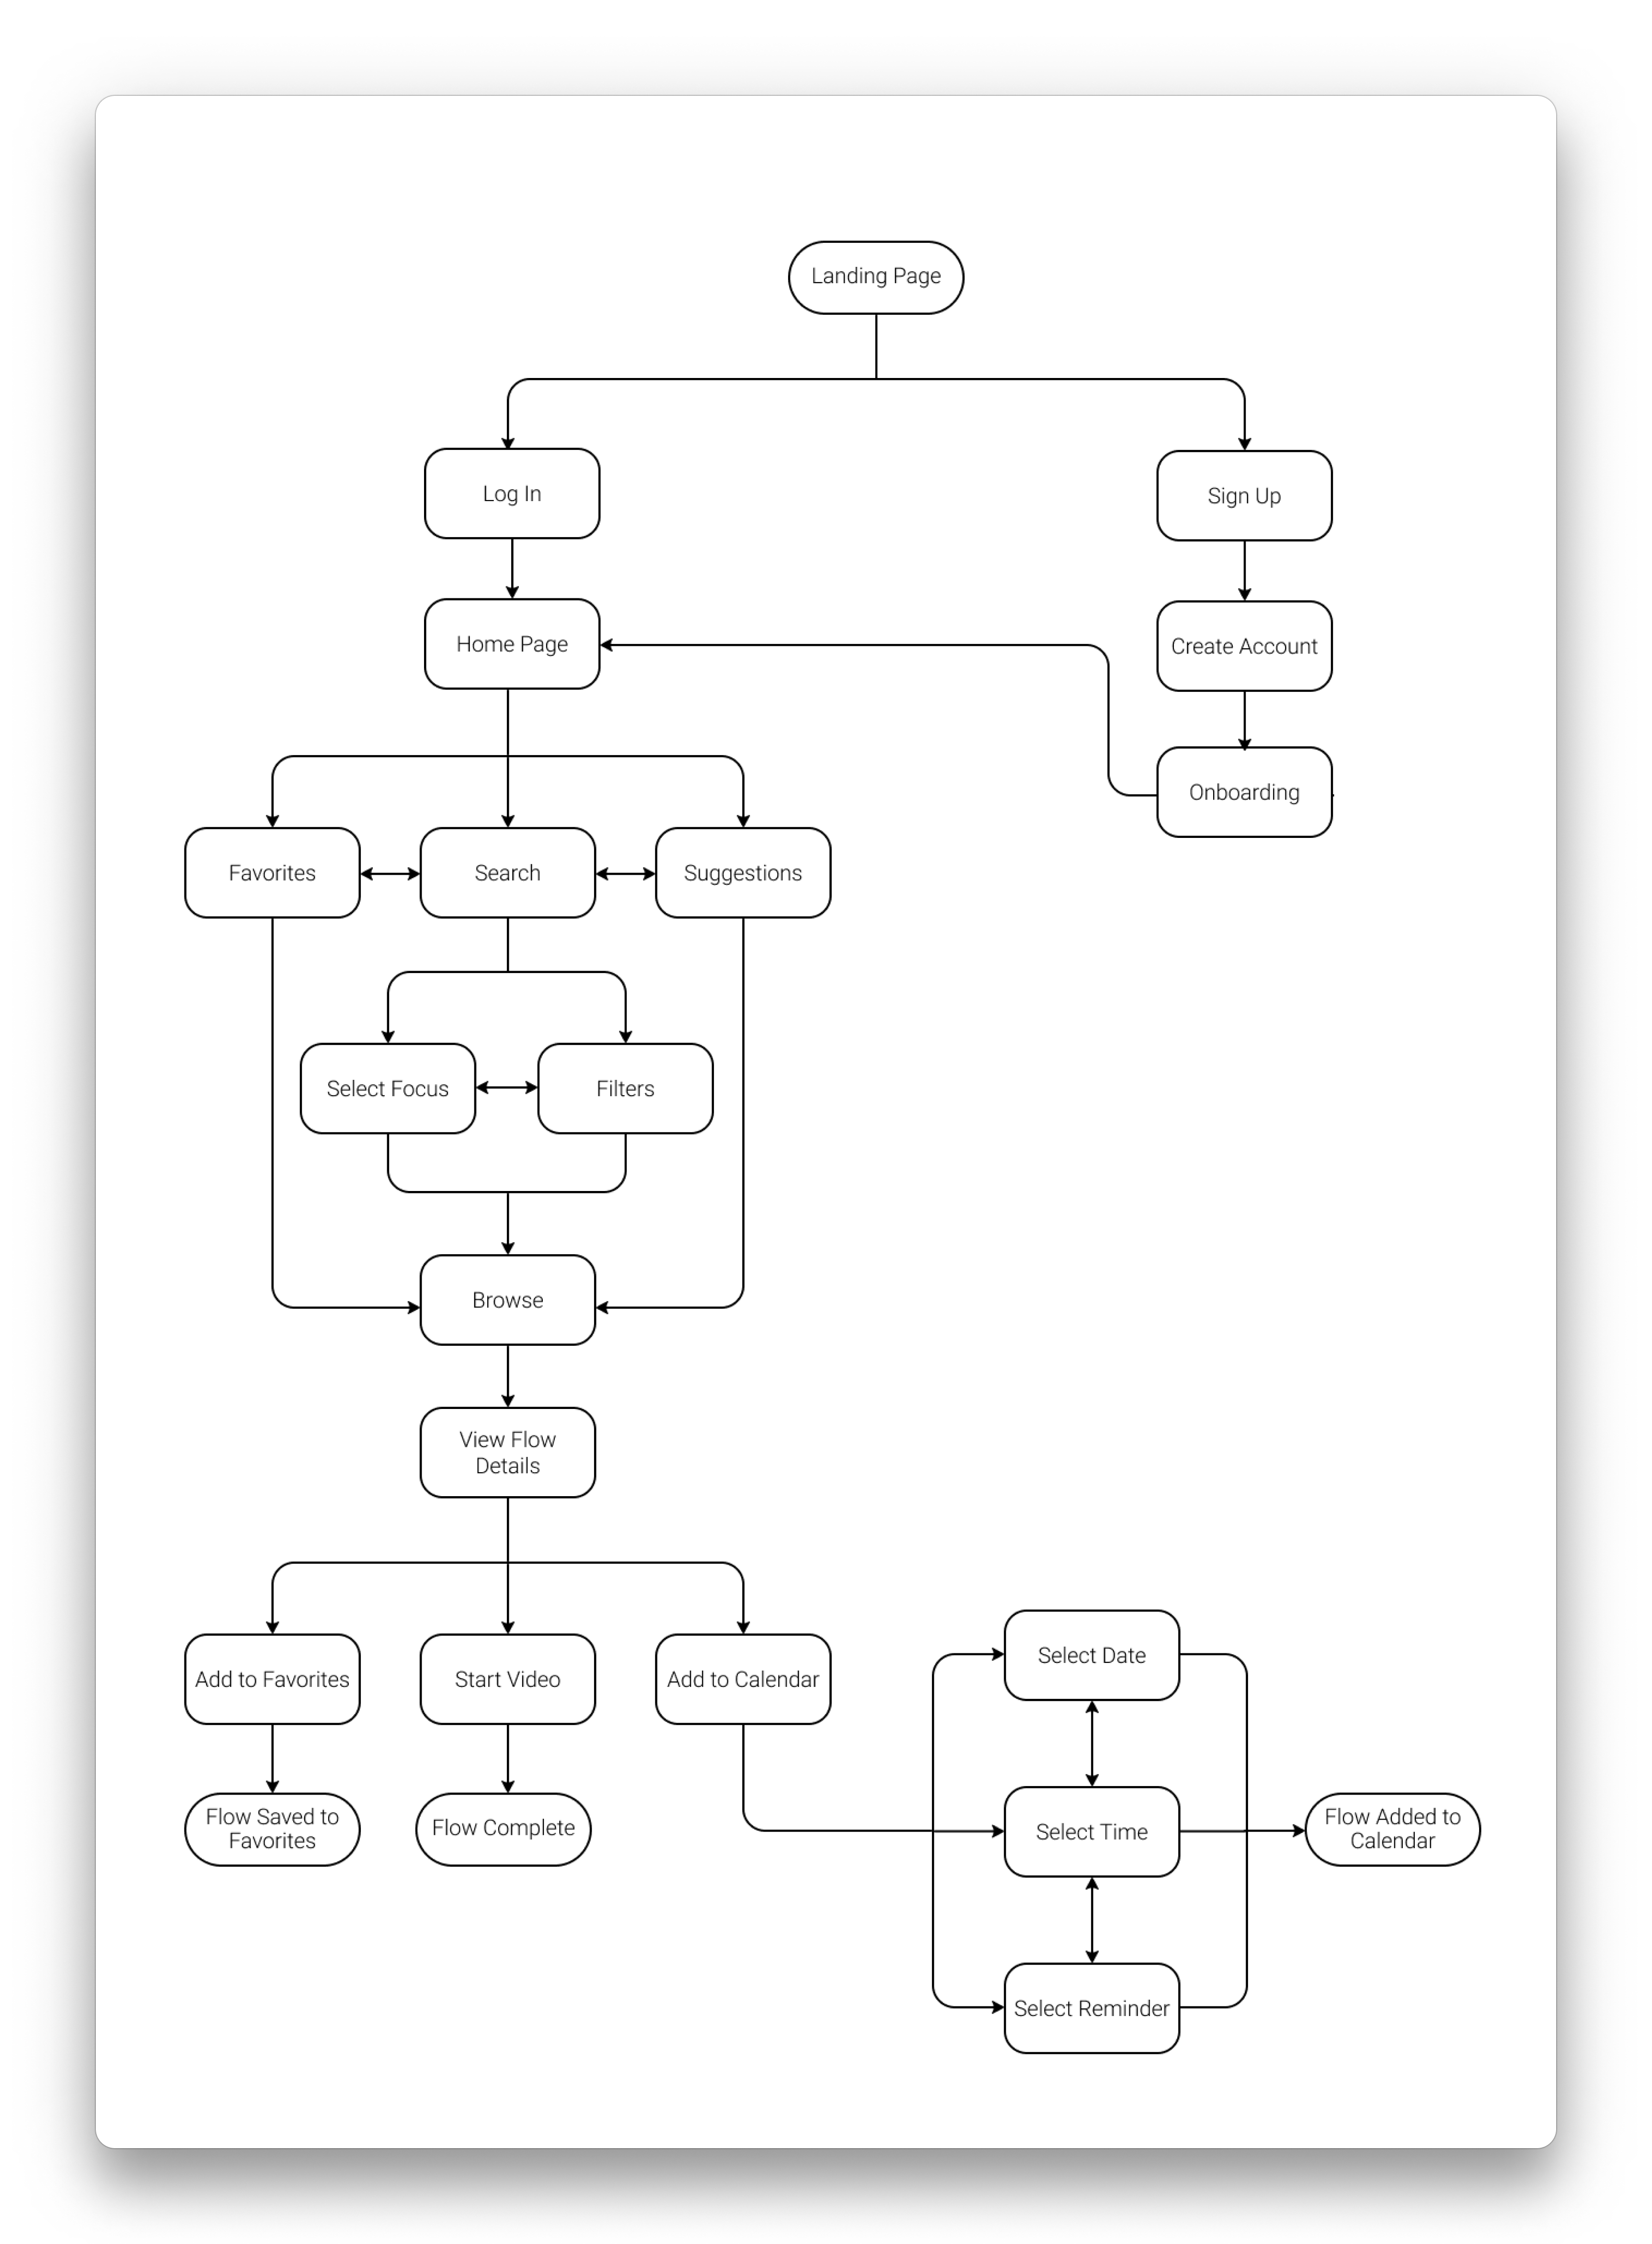 Landing Page
Log In
Sign Up
Home Page
Create Account
Onboarding
Favorites
Search
Suggestions
Select Focus
Filters
Browse
View Flow
Details
Add to Favorites
Start Video
Add to Calendar
Select Date
Flow Saved to
Favorites
Flow Complete
Select Time
Flow Added to
Calendar
Select Reminder